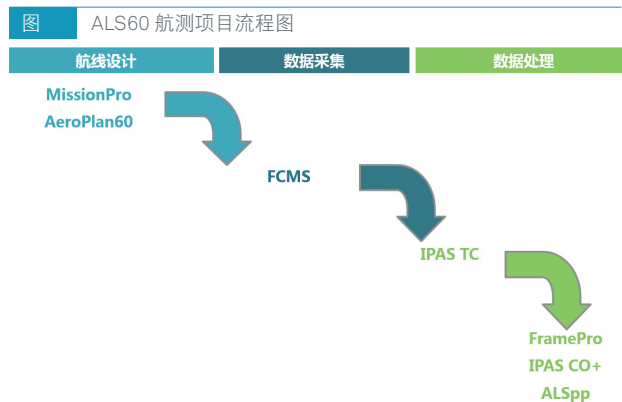 图 ALS60 航测项目流程图
航线设计 数据采集 数据处理
MissionPro
AeroPlan60
FCMS
IPAS TC
FramePro
IPAS CO+
ALSpp